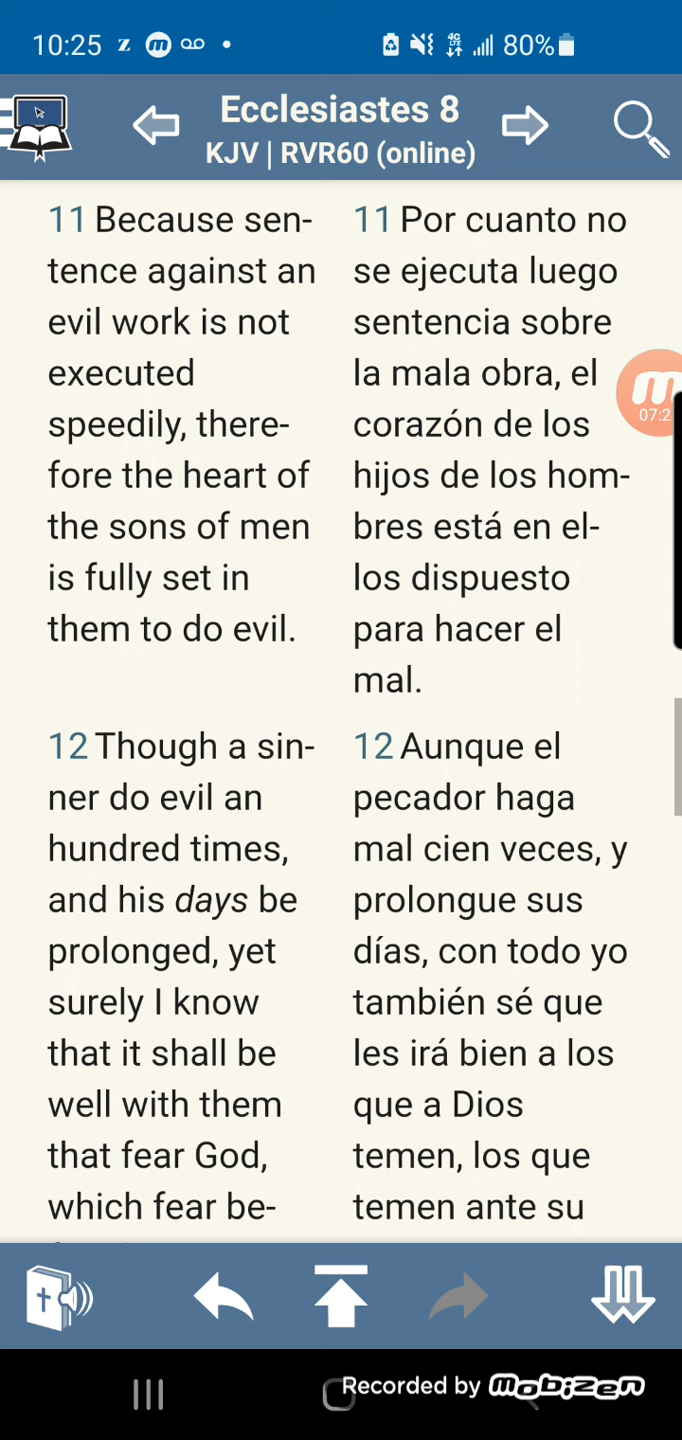 10:25 z m 80%
Ecclesiastes 8
KJV | RVR60 (online)
11 Because sen-
tence against an
evil work is not
executed
speedily, there-
fore the heart of
the sons of men
is fully set in
them to do evil.
12 Though a sin-
ner do evil an
hundred times,
and his days be
prolonged, yet
surely I know
that it shall be
well with them
that fear God,
which fear be-
11 Por cuanto no
se ejecuta luego
sentencia sobre
la mala obra, el
corazón de los
hijos de los hom-
bres está en el-
los dispuesto
para hacer el
mal.
12 Aunque el
pecador haga
mal cien veces, y
prolongue sus
días, con todo yo
también sé que
les irá bien a los
que a Dios
temen, los que
temen ante su
m
07:2
Recorded by Mobizen